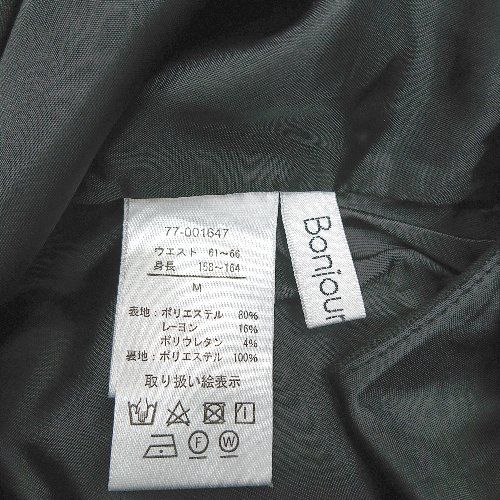 77-001647
ウエスト 61~66
身長 158~164
M
表地:ポリエステル 80%
レーヨン 16%
ポリウレタン 4%
裏地:ポリエステル 100%
取り扱い絵表示
F W
Bonjour